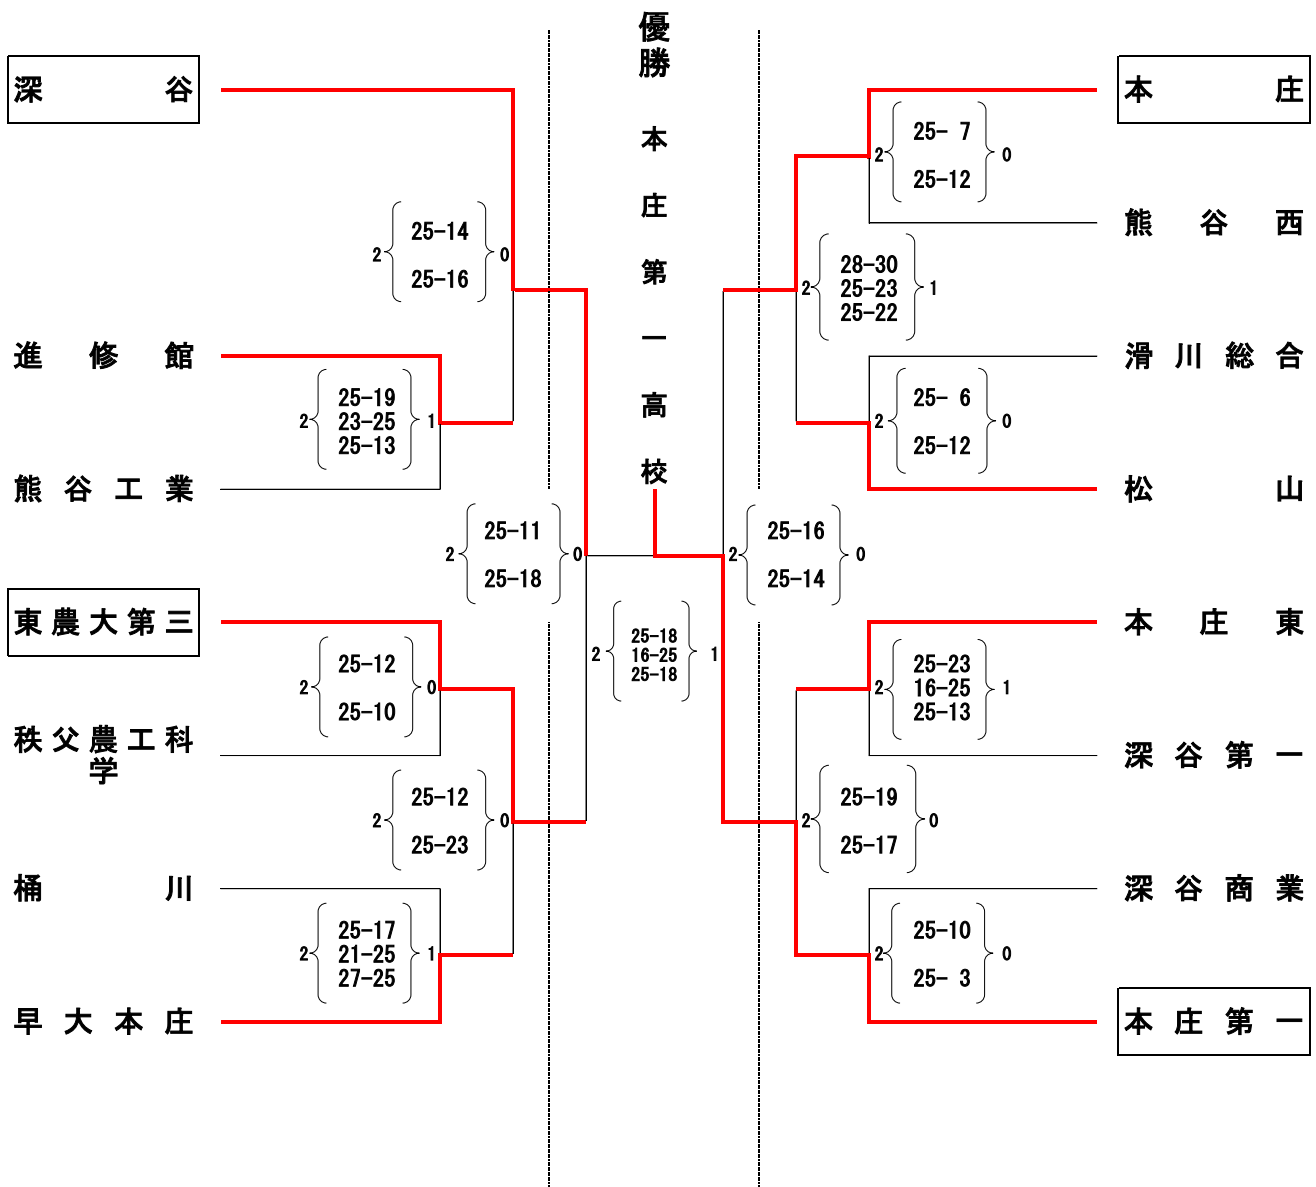 優勝 本庄第一高校
深谷
2 25-14 0
25-16
進修館
2 25-19 1
23-25
25-13
熊谷工業
2 25-11 0
25-18
東農大第三
2 25-12 0
25-10
秩父農工科学
2 25-12 0
25-23
桶川
2 25-17 1
21-25
27-25
早大本庄
2 25-18 1
16-25
25-18
本庄
2 25- 7 0
25-12
熊谷西
2 28-30 1
25-23
25-22
滑川総合
2 25- 6 0
25-12
松山
2 25-16 0
25-14
本庄東
2 25-23 1
16-25
25-13
深谷第一
2 25-19 0
25-17
深谷商業
2 25-10 0
25- 3
本庄第一